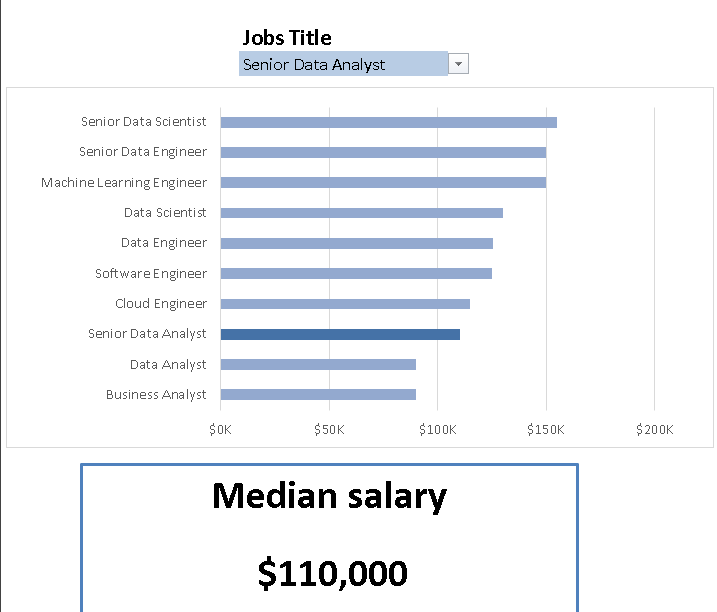 Jobs Title
Senior Data Analyst
Senior Data Scientist
Senior Data Engineer
Machine Learning Engineer
Data Scientist
Data Engineer
Software Engineer
Cloud Engineer
Senior Data Analyst
Data Analyst
Business Analyst
$0K $50K $100K $150K $200K
Median salary
$110,000